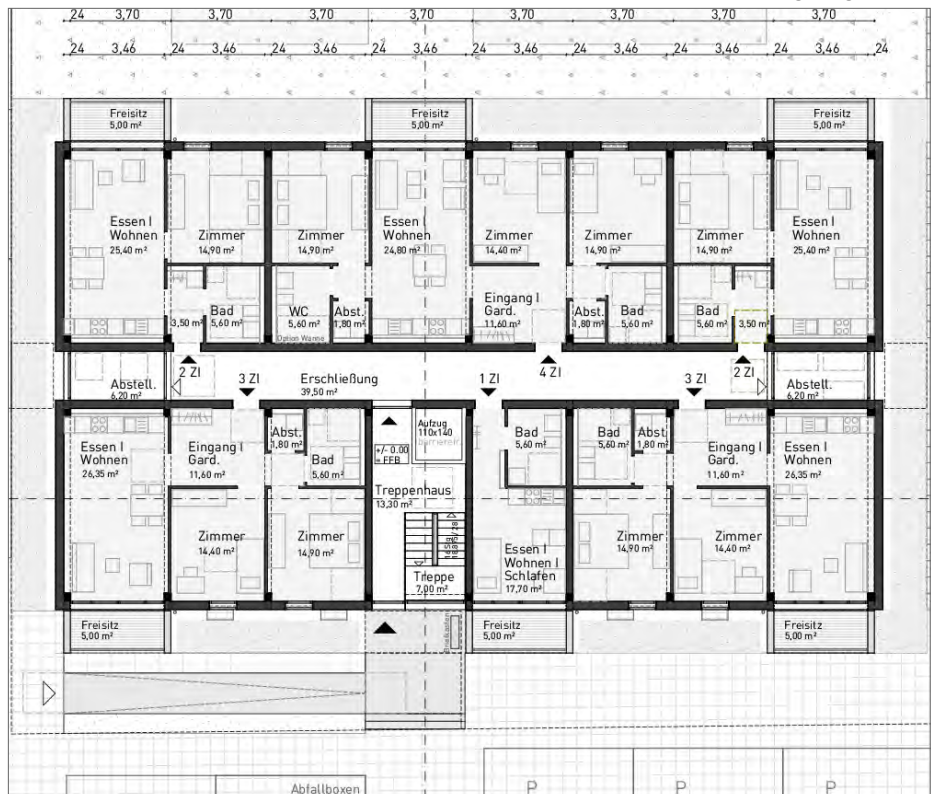 24 3,70 3,70 3,70 3,70 3,70 3,70 3,70 3,70
24 3,46 24 3,46 24 3,46 24 3,46 24 3,46 24 3,46 24 3,46 24 3,46 24
Freisitz
5,00 m²
Freisitz
5,00 m²
Freisitz
5,00 m²
Essen I
Wohnen
25,40 m²
Zimmer
14,90 m²
Zimmer
14,90 m²
Essen I
Wohnen
24,80 m²
Zimmer
14,40 m²
Zimmer
14,90 m²
Zimmer
14,90 m²
Essen I
Wohnen
25,40 m²
3,50 m²
Bad
5,60 m²
WC
5,60 m²
Option Wanne
Abst.
1,80 m²
Eingang I
11,60 m²
Abst.
1,80 m²
Bad
5,60 m²
Bad
5,60 m²
3,50 m²
Abstell.
6,20 m²
2 ZI
3 ZI
Erschließung
39,50 m²
1 ZI
4 ZI
3 ZI
2 ZI
Abstell.
6,20 m²
Essen I
Wohnen
26,35 m²
Eingang I
Gard.
11,60 m²
Abst.
1,80 m²
Bad
5,60 m²
+/- 0.00
= FFB
Aufzug
110x140
barrierefr.
Treppenhaus
13,30 m²
Bad
5,60 m²
5,60 m²
Bad
Abst.
1,80 m²
Eingang I
Gard.
11,60 m²
Essen I
Wohnen
26,35 m²
Zimmer
14,40 m²
Zimmer
14,90 m²
Treppe
7,00 m²
Essen I
Wohnen I
Schlafen
17,70 m²
Zimmer
14,90 m²
Zimmer
14,40 m²
Freisitz
5,00 m²
Briefkasten
Freisitz
5,00 m²
Freisitz
5,00 m²
Abfallboxen
P
P
P